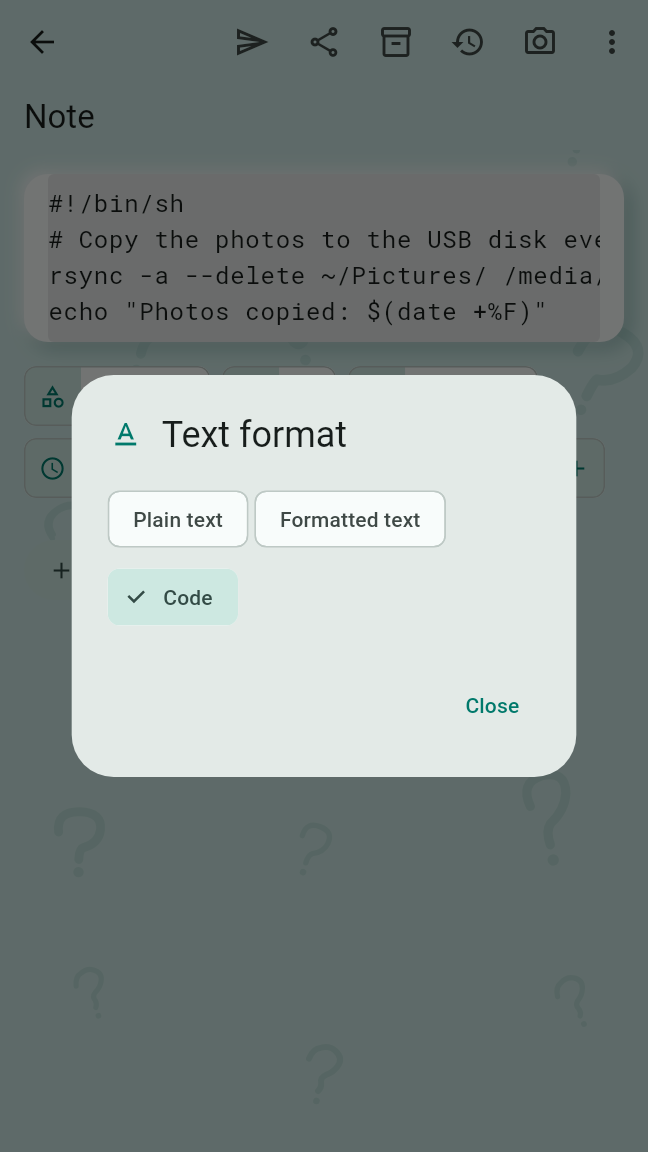 Note
#!/bin/sh
# Copy the photos to the USB disk eve
rsync -a --delete ~/Pictures/ /media/
echo "Photos copied: $(date +%F)"
Text format
Plain text
Formatted text
Code
Close